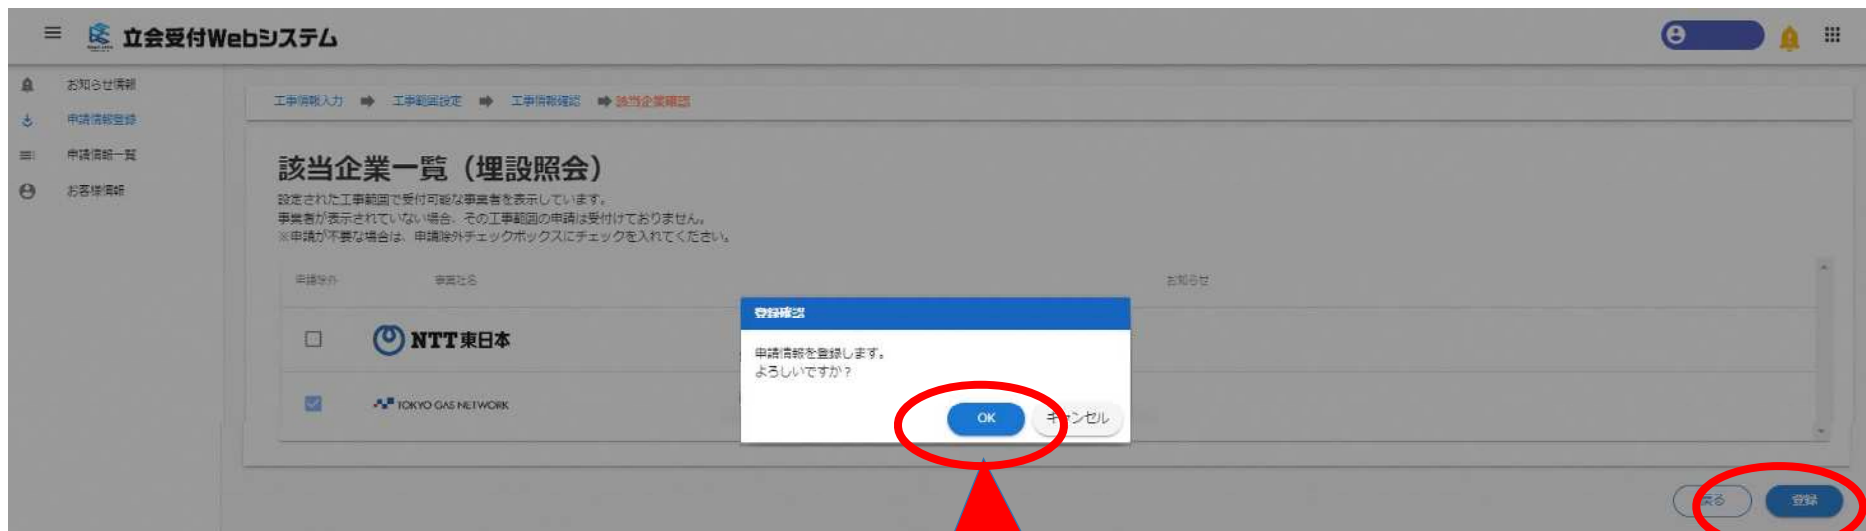 立会受付Webシステム
お知らせ情報
申請情報登録
申請情報一覧
お客様情報
工事情報入力 ➡ 工事範囲設定 ➡ 工事情報確認 ➡ 該当企業確認
該当企業一覧（埋設照会）
設定された工事範囲で受付可能な事業者を表示しています。
事業者が表示されていない場合、その工事範囲の申請は受付けておりません。
※申請が不要な場合は、申請除外チェックボックスにチェックを入れてください。
申請除外 事業社名 お知らせ
NTT東日本
TOKYO GAS NETWORK
登録確認
申請情報を登録します。
よろしいですか？
OK キャンセル
戻る 登録